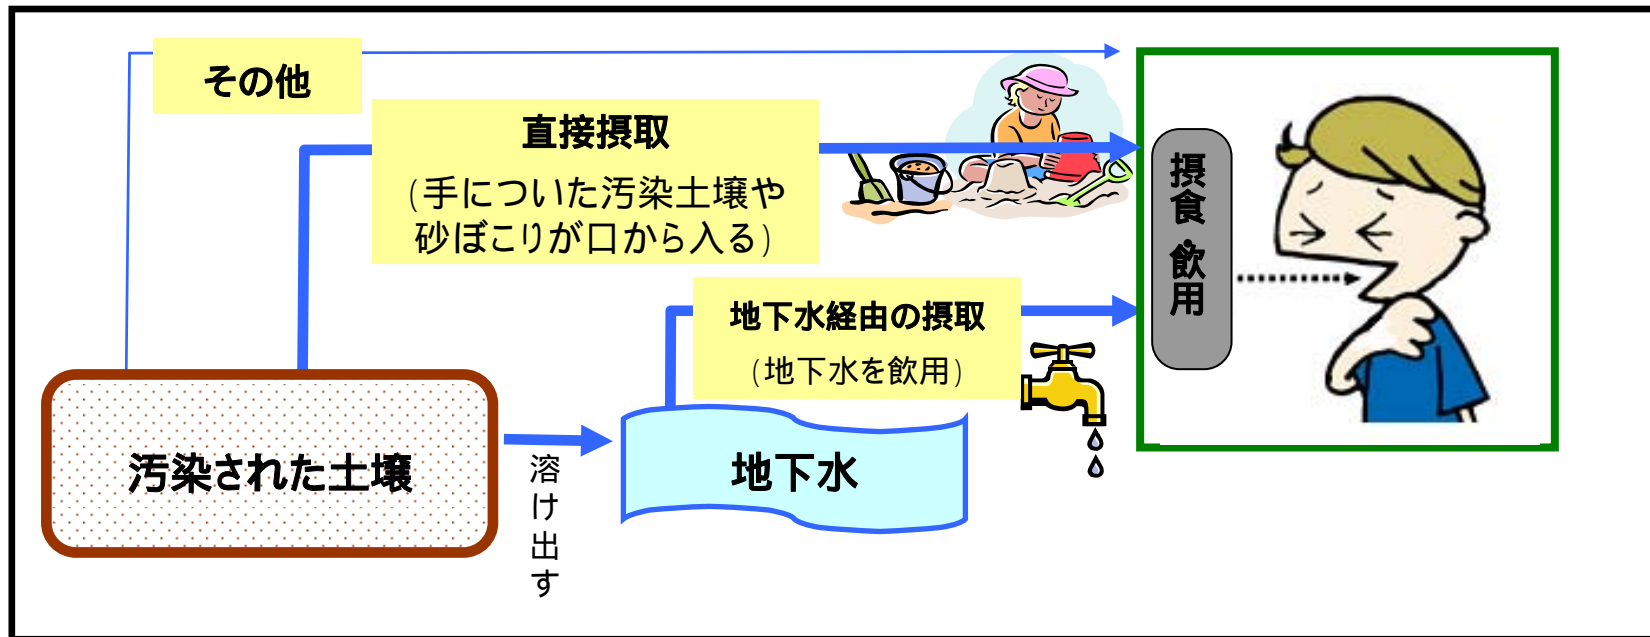 その他
直接摂取
(手についた汚染土壌や
砂ぼこりが口から入る)
摂食・飲用
地下水経由の摂取
(地下水を飲用)
汚染された土壌
溶け出す
地下水